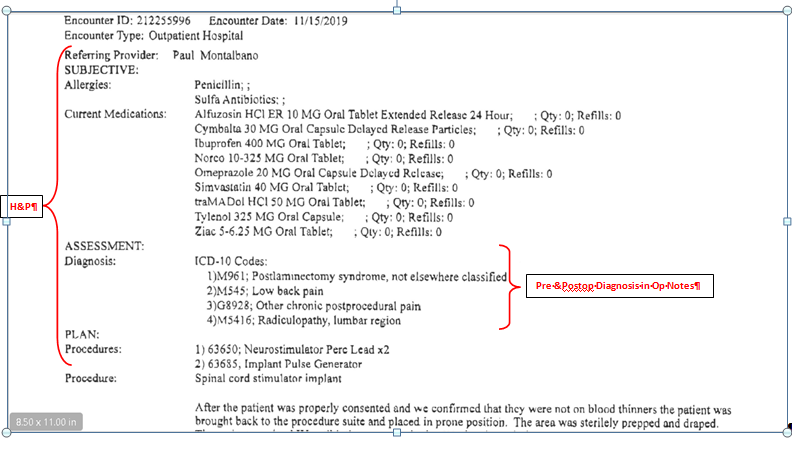 Encounter ID: 212255996 Encounter Date: 11/15/2019
Encounter Type: Outpatient Hospital
Referring Provider: Paul Montalbano
SUBJECTIVE:
Allergies: Penicillin; ;
Sulfa Antibiotics; ;
Current Medications: Alfuzosin HCl ER 10 MG Oral Tablet Extended Release 24 Hour; ; Qty: 0; Refills: 0
Cymbalta 30 MG Oral Capsule Delayed Release Particles; ; Qty: 0; Refills: 0
Ibuprofen 400 MG Oral Tablet; ; Qty: 0; Refills: 0
Norco 10-325 MG Oral Tablet; ; Qty: 0; Refills: 0
Omeprazole 20 MG Oral Capsule Delayed Release; ; Qty: 0; Refills: 0
Simvastatin 40 MG Oral Tablet; ; Qty: 0; Refills: 0
traMADol HCl 50 MG Oral Tablet; ; Qty: 0; Refills: 0
H&P¶
Tylenol 325 MG Oral Capsule; ; Qty: 0; Refills: 0
Ziac 5-6.25 MG Oral Tablet; ; Qty: 0; Refills: 0
ASSESSMENT:
Diagnosis: ICD-10 Codes:
1)M961; Postlaminectomy syndrome, not elsewhere classified
2)M545; Low back pain
Pre·&Postop·Diagnosis·in·Op·Notes¶
3)G8928; Other chronic postprocedural pain
4)M5416; Radiculopathy, lumbar region
PLAN:
Procedures: 1) 63650; Neurostimulator Perc Lead x2
2) 63685, Implant Pulse Generator
Procedure: Spinal cord stimulator implant
After the patient was properly consented and we confirmed that they were not on blood thinners the patient was
8.50 x 11.00 in
brought back to the procedure suite and placed in prone position. The area was sterilely prepped and draped.